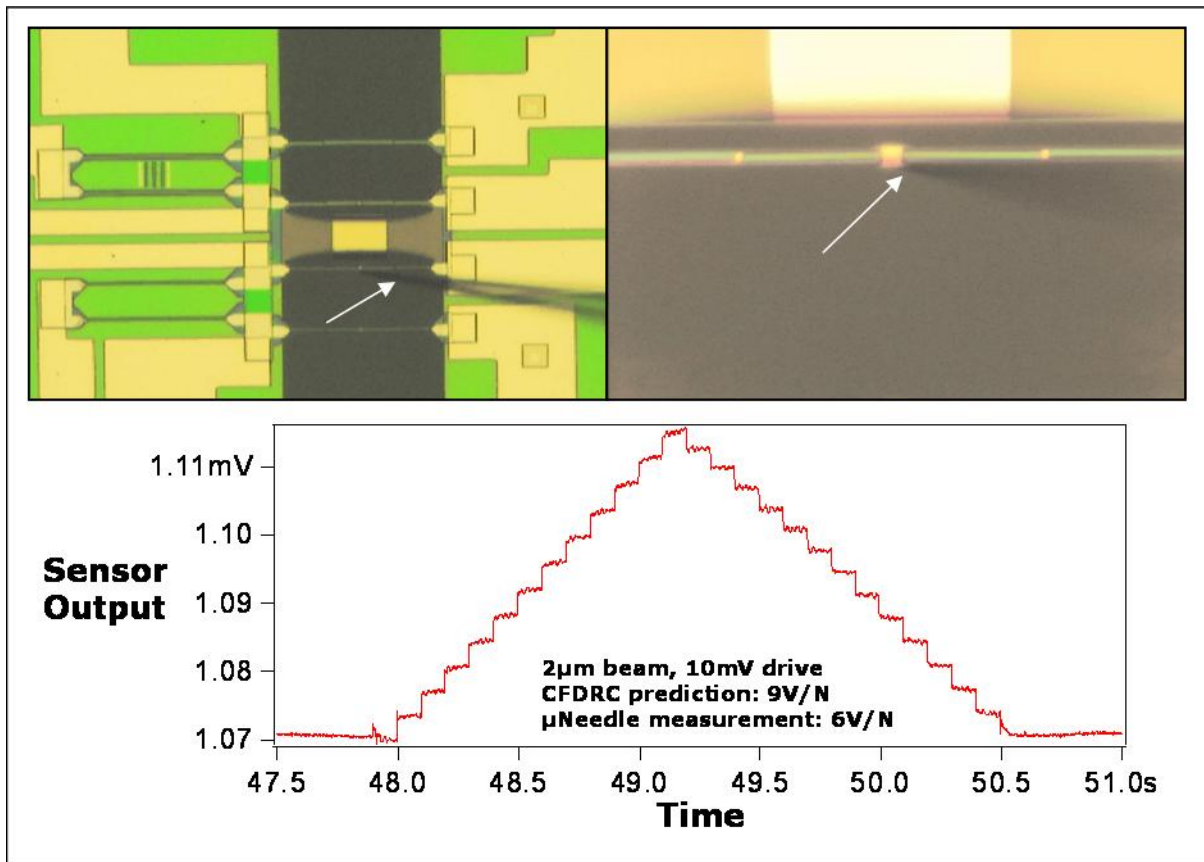 1.11mV
1.10
Sensor
Output
1.09
1.08
2µm beam, 10mV drive
CFDRC prediction: 9V/N
µNeedle measurement: 6V/N
1.07
47.5 48.0 48.5 49.0 49.5 50.0 50.5 51.0s
Time